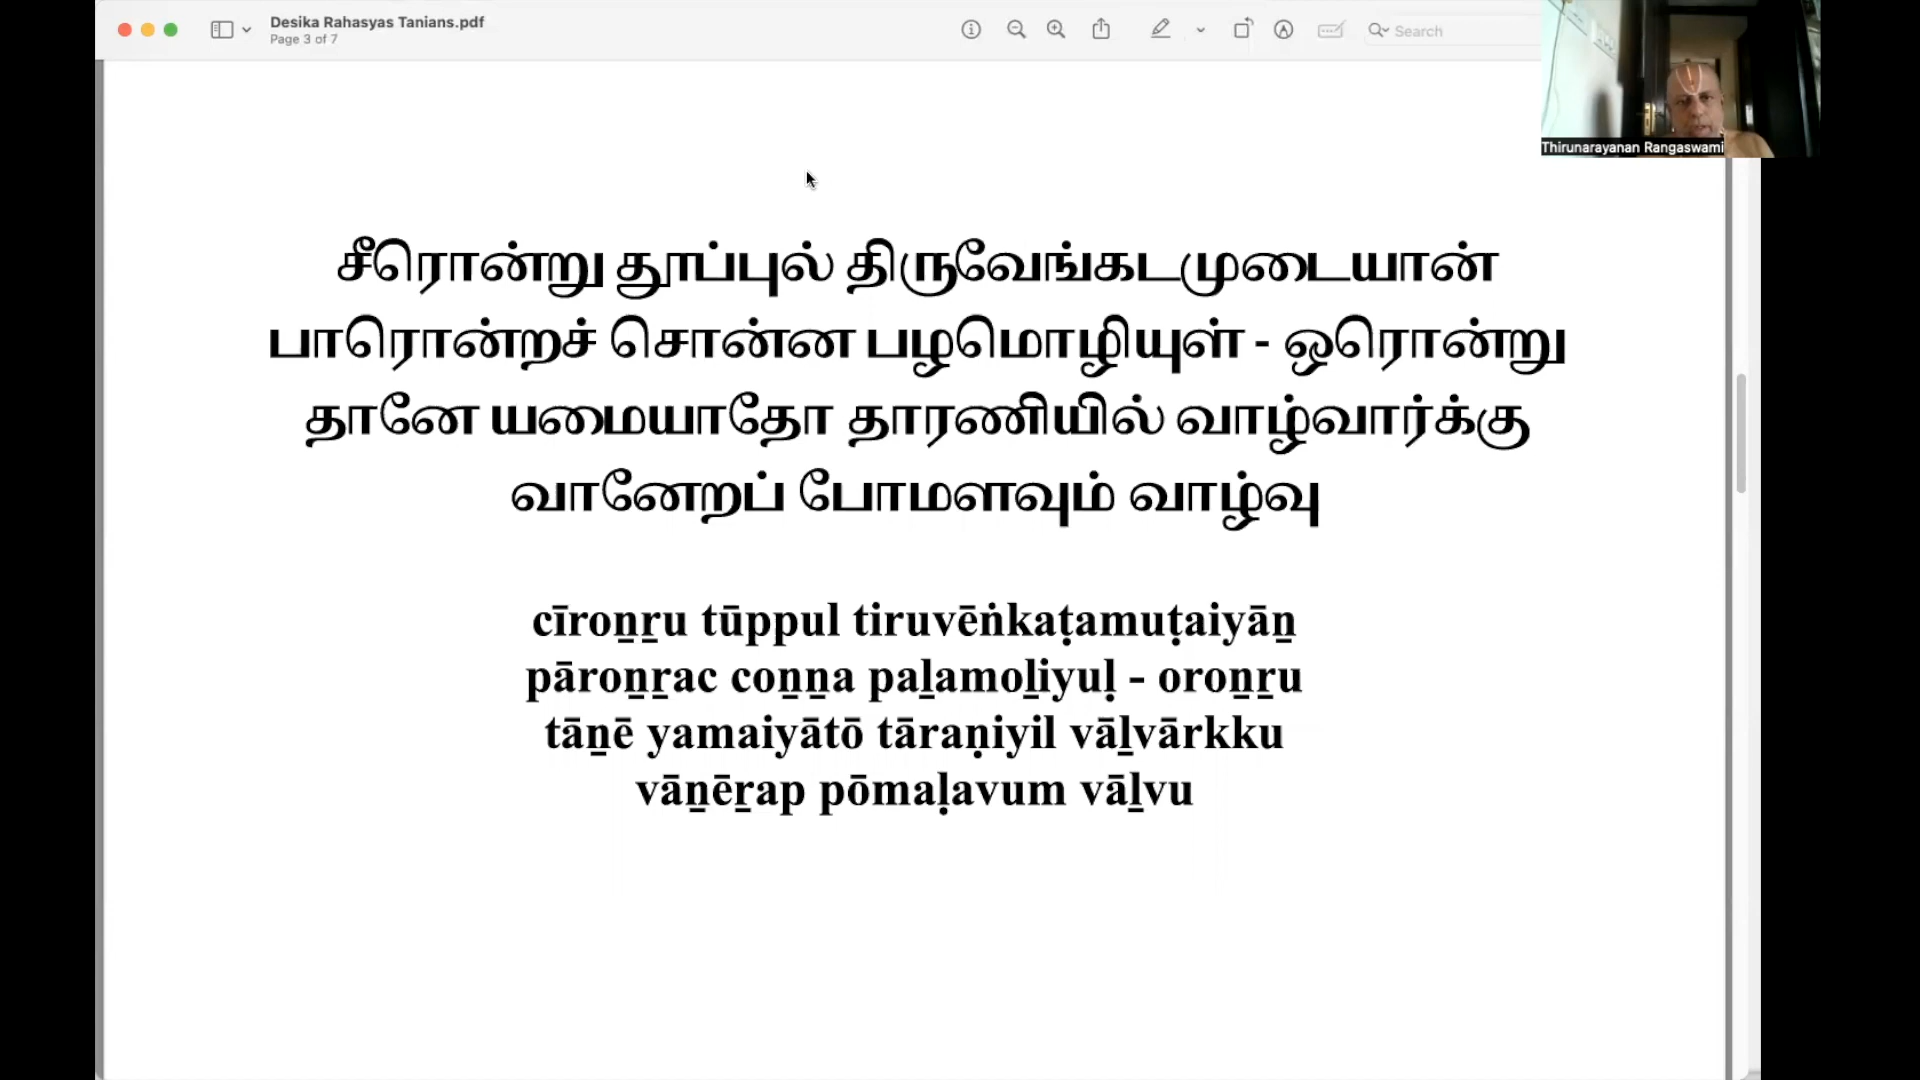 Desika Rahasyas Tanians.pdf
Page 3 of 7
Search
Thirunarayanan Rangaswami
சீரொன்று தூப்புல் திருவேங்கடமுடையான்
பாரொன்றச் சொன்ன பழமொழியுள் - ஒரொன்று
தானே யமையாதோ தாரணியில் வாழ்வார்க்கு
வானேறப் போமளவும் வாழ்வு
cīroṉṟu tūppul tiruvēṅkaṭamuṭaiyāṉ
pāroṉṟac coṉṉa paḻamoḻiyuḷ - oroṉṟu
tāṉē yamaiyātō tāraṇiyil vāḻvārkku
vāṉēṟap pōmaḷavum vāḻvu